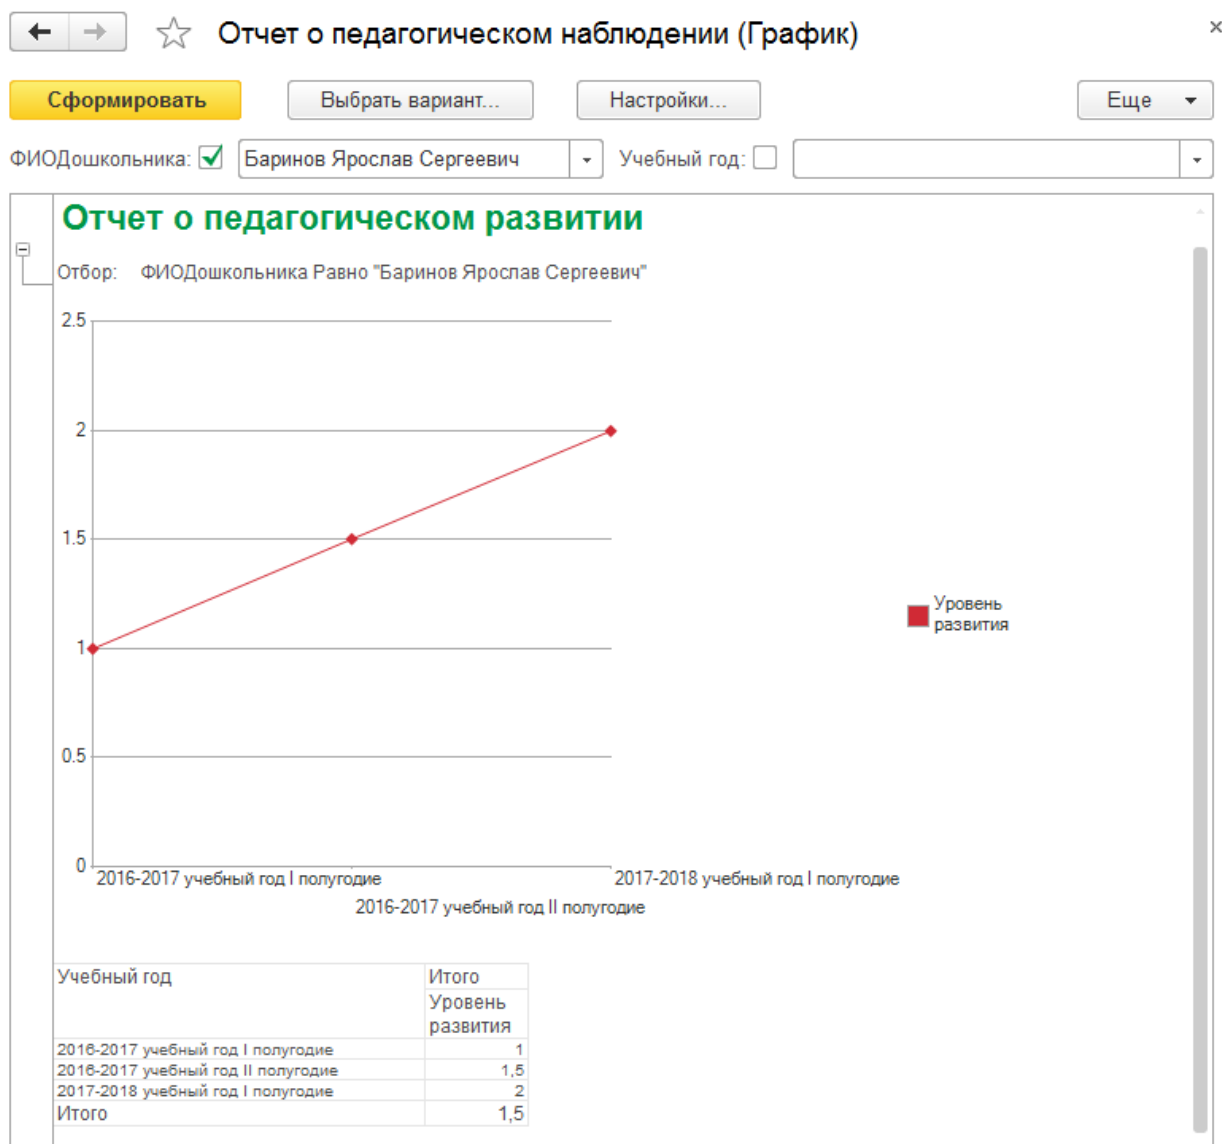 Отчет о педагогическом наблюдении (График)
Сформировать Выбрать вариант... Настройки... Еще
ФИОДошкольника: Баринов Ярослав Сергеевич Учебный год:
Отчет о педагогическом развитии
Отбор: ФИОДошкольника Равно "Баринов Ярослав Сергеевич"
2.5
2
1.5
1
0.5
0
Уровень
развития
2016-2017 учебный год I полугодие 2017-2018 учебный год I полугодие
2016-2017 учебный год II полугодие
Учебный год Итого
Уровень
развития
2016-2017 учебный год I полугодие 1
2016-2017 учебный год II полугодие 1,5
2017-2018 учебный год I полугодие 2
Итого 1,5